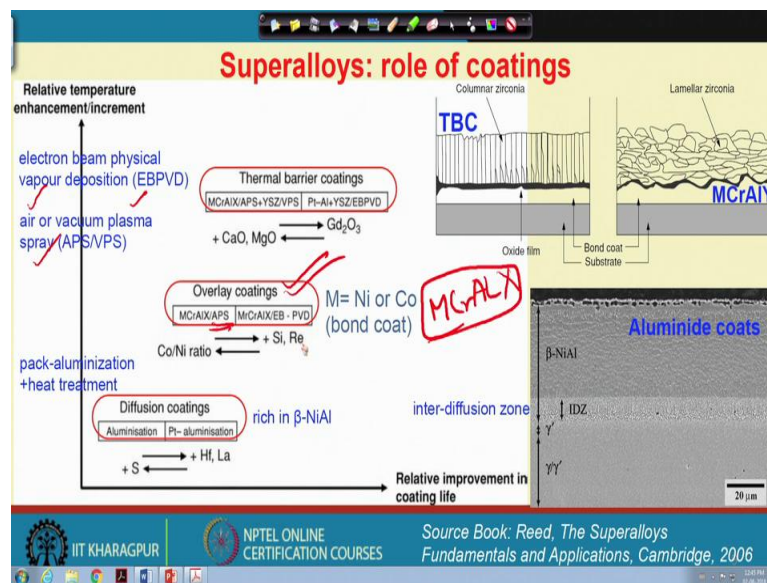 Superalloys: role of coatings
Relative temperature
enhancement/increment
electron beam physical
vapour deposition (EBPVD)
air or vacuum plasma
spray (APS/VPS)
pack-aluminization
+heat treatment
Thermal barrier coatings
MCrAlX/APS+YSZ/VPS
Pt–Al+YSZ/EBPVD
Gd2O3
+ CaO, MgO
Overlay coatings
MCrAlX/APS
MrCrAlX/EB - PVD
+ Si, Re
Co/Ni ratio
M= Ni or Co
(bond coat)
MCrALX
Diffusion coatings
Aluminisation
Pt– aluminisation
rich in β-NiAl
+ Hf, La
+ S
Relative improvement in
coating life
Columnar zirconia
TBC
Lamellar zirconia
MCrAlY
Oxide film
Bond coat
Substrate
Aluminide coats
β-NiAl
inter-diffusion zone
IDZ
γ'
γ/γ'
20 μm
IIT KHARAGPUR
NPTEL ONLINE
CERTIFICATION COURSES
Source Book: Reed, The Superalloys
Fundamentals and Applications, Cambridge, 2006